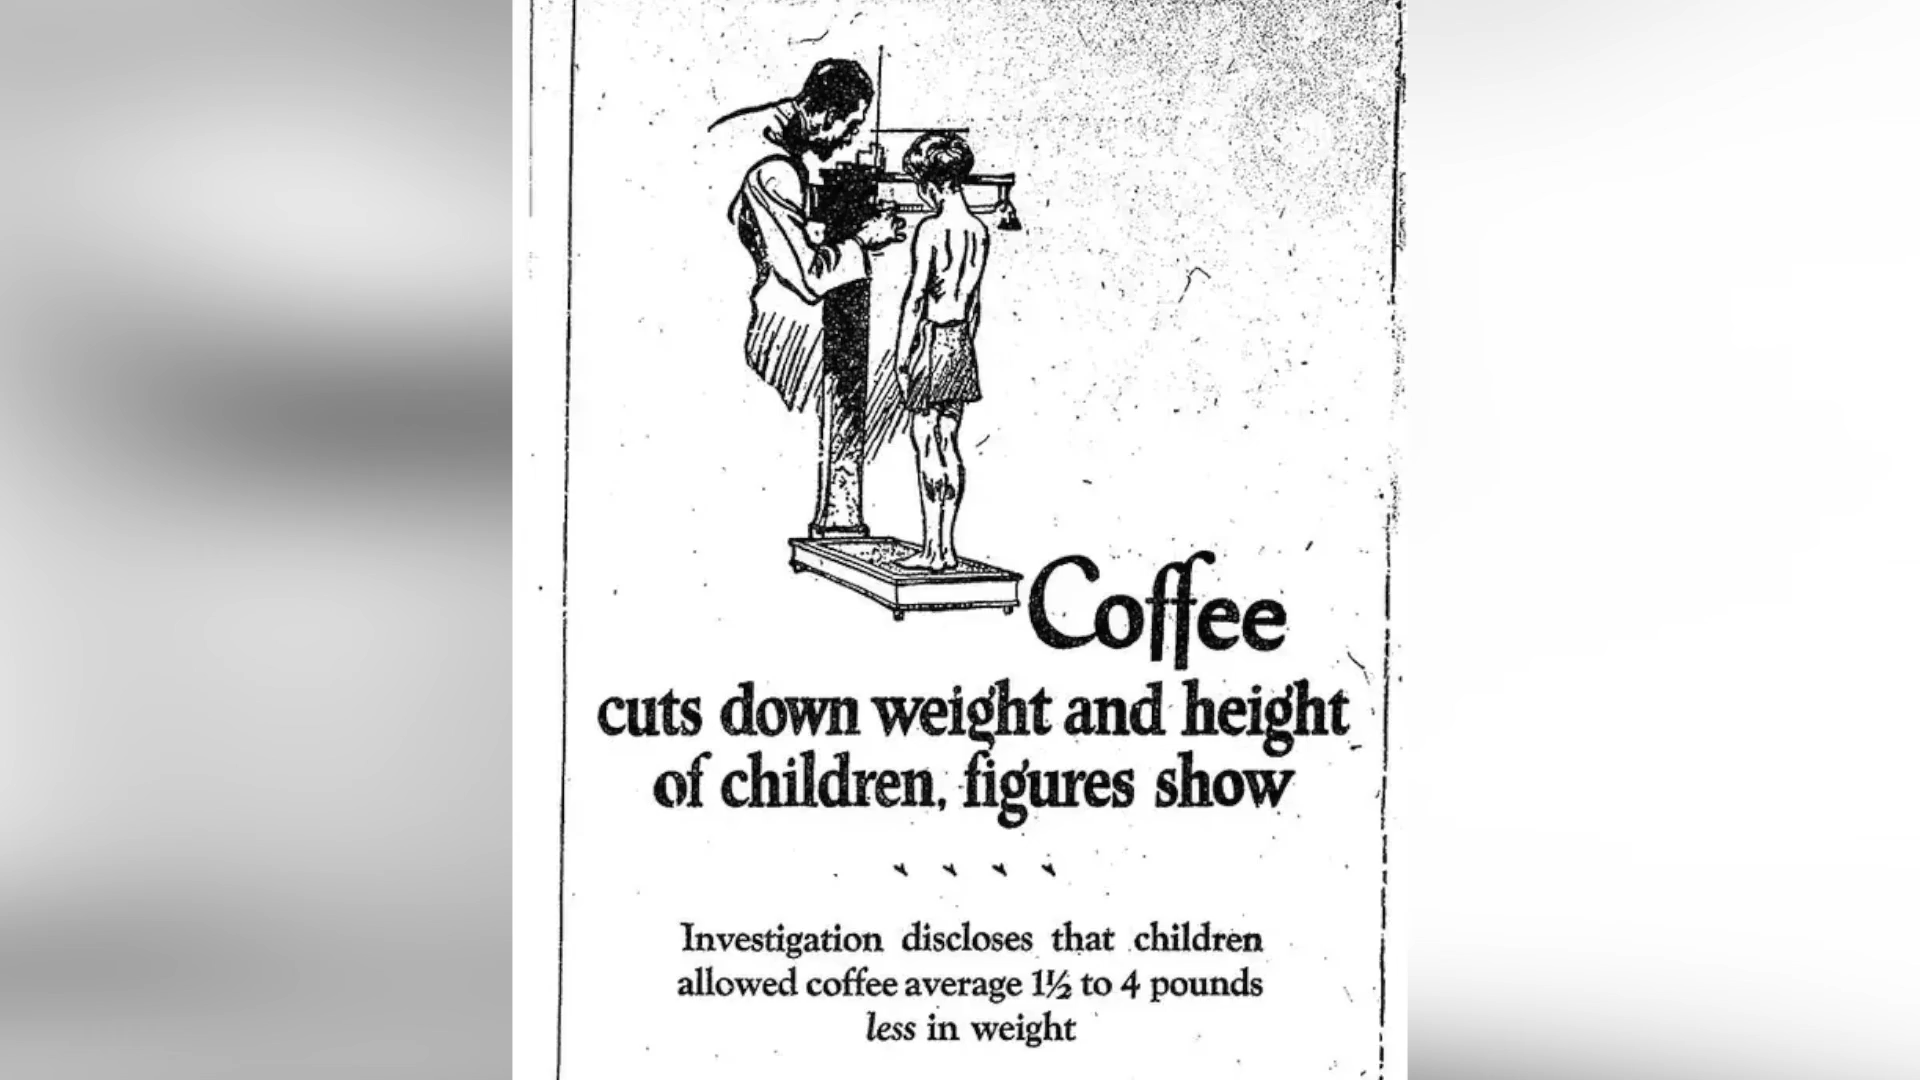 Coffee
cuts down weight and height
of children, figures show
Investigation discloses that children
allowed coffee average 1½ to 4 pounds
less in weight